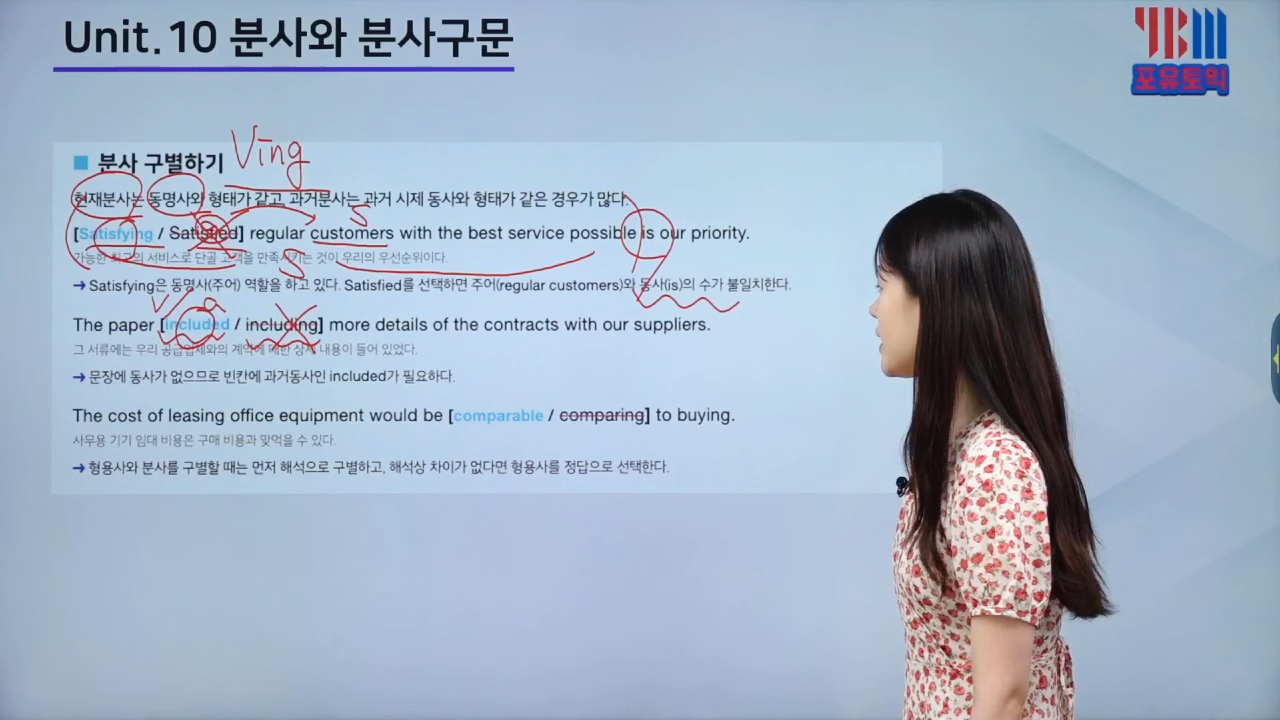 Unit.10 분사와 분사구문
YBM
포유토익
■ 분사 구별하기 Ving
현재분사는 동명사와 형태가 같고, 과거분사는 과거 시제 동사와 형태가 같은 경우가 많다.
S
[Satisfying / Satisfied] regular customers with the best service possible is our priority.
가능한 최고의 서비스로 단골 고객을 만족시키는 것이 우리의 우선순위이다.
S
→ Satisfying은 동명사(주어) 역할을 하고 있다. Satisfied를 선택하면 주어(regular customers)와 동사(is)의 수가 불일치한다.
V
The paper [included / including] more details of the contracts with our suppliers.
그 서류에는 우리 공급업체와의 계약에 대한 상세 내용이 들어 있었다.
→ 문장에 동사가 없으므로 빈칸에 과거동사인 included가 필요하다.
The cost of leasing office equipment would be [comparable / comparing] to buying.
사무용 기기 임대 비용은 구매 비용과 맞먹을 수 있다.
→ 형용사와 분사를 구별할 때는 먼저 해석으로 구별하고, 해석상 차이가 없다면 형용사를 정답으로 선택한다.